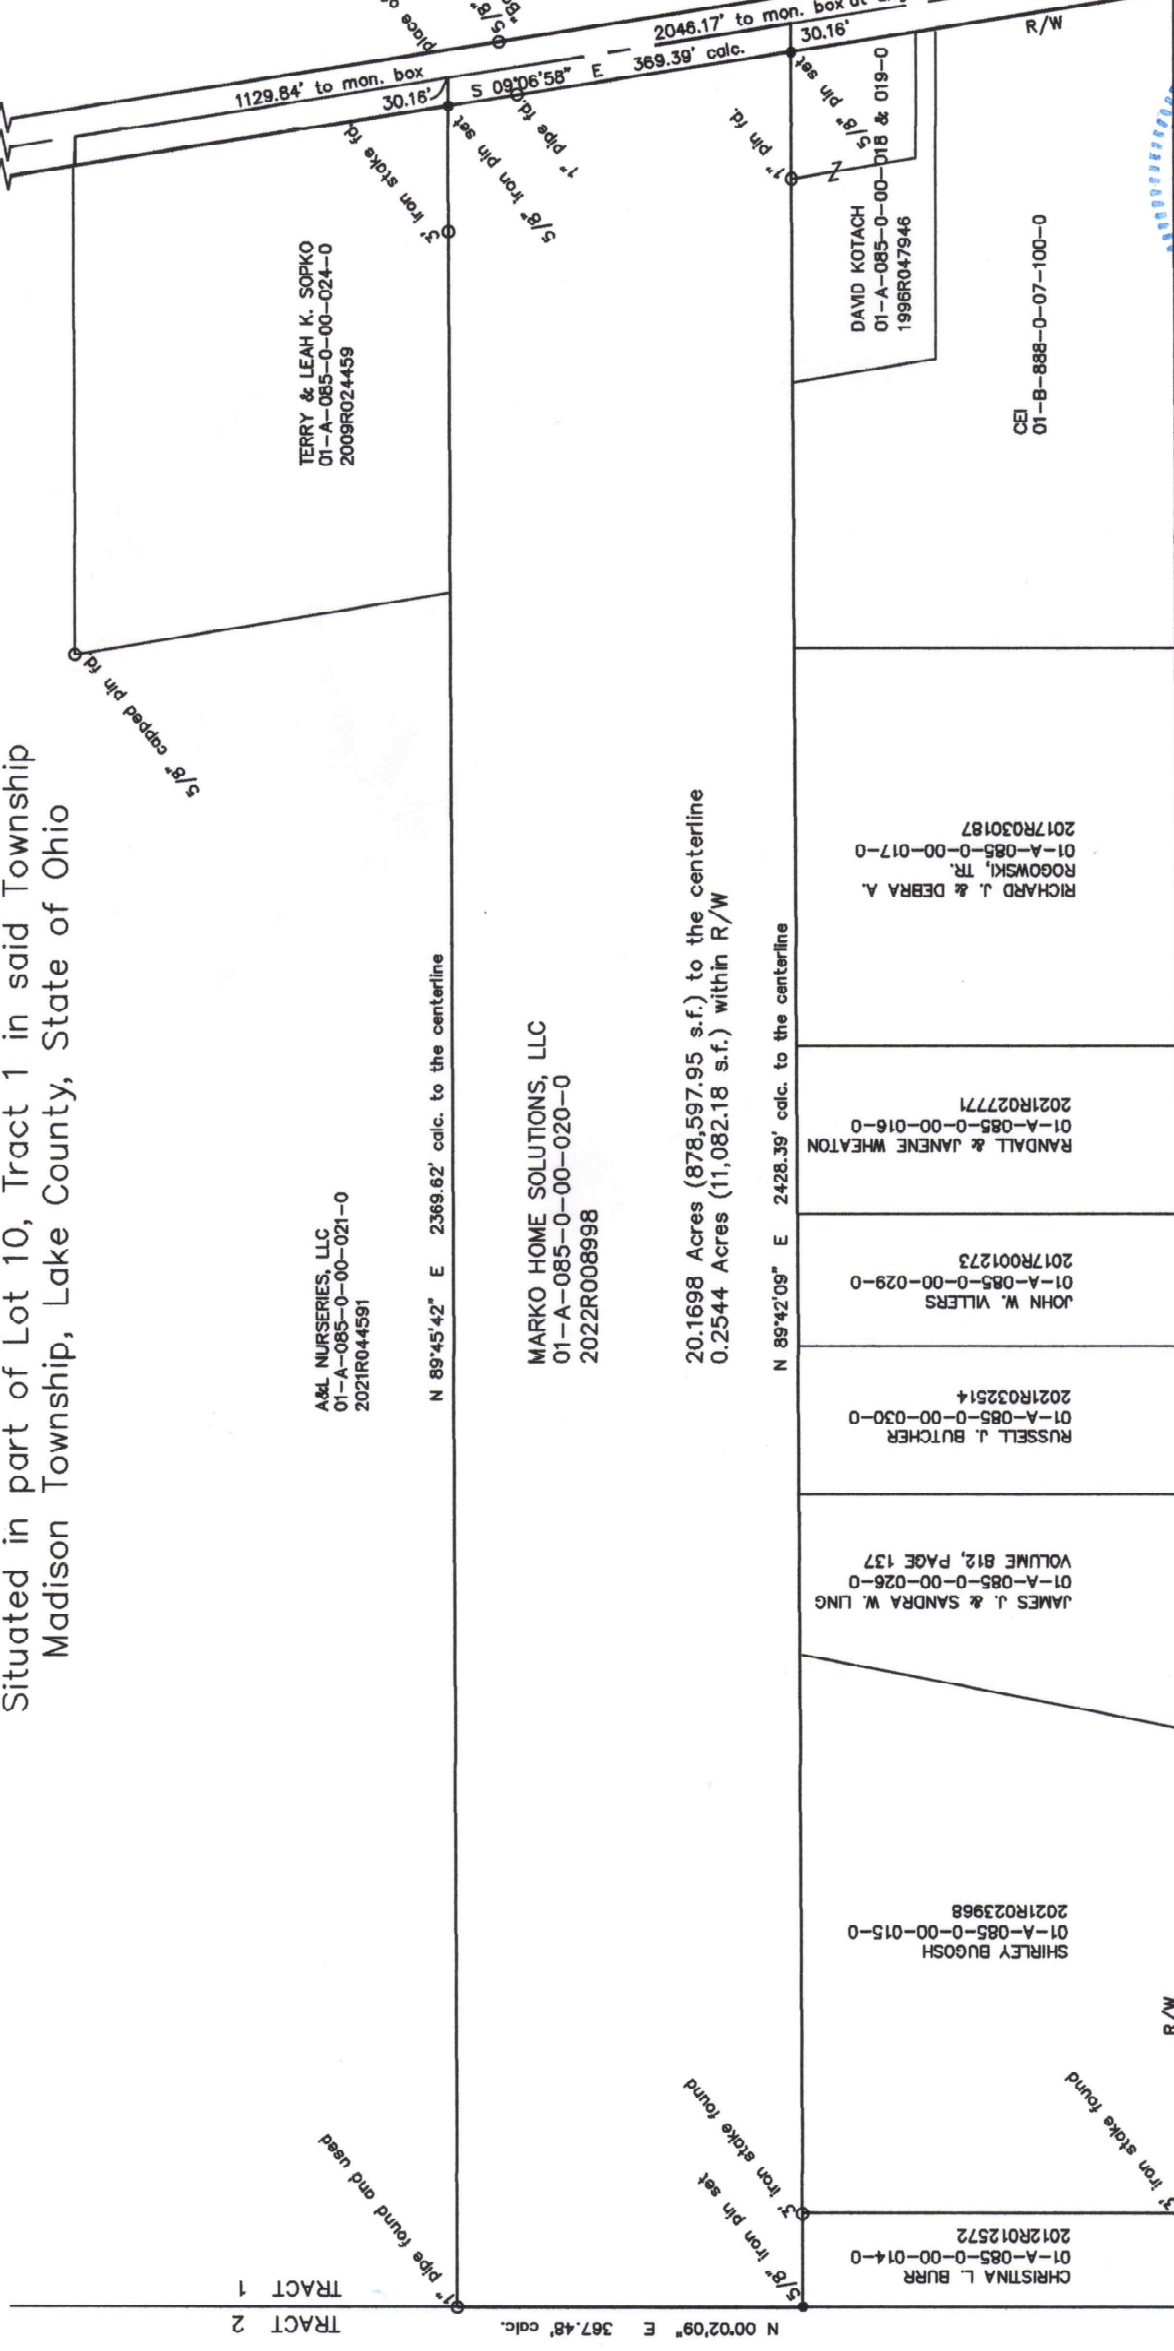 Situated in part of Lot 10, Tract 1 in said Township
Madison Township, Lake County, State of Ohio
place
5/8"
1129.84' to mon. box
30.16'
S 09°06'58" E
369.39' calc.
2046.17' to mon. box at
30.16'
R/W
3' iron stake fd.
5/8" iron pin set
1" pipe fd.
1" pin fd.
5/8" pin set
Z
5/8" capped pin fd.
TERRY & LEAH K. SOPKO
01-A-085-0-00-024-0
2009R024459
DAVID KOTACH
01-A-085-0-00-018 & 019-0
1996R047946
CEI
01-B-888-0-07-100-0
A&L NURSERIES, LLC
01-A-085-0-00-021-0
2021R044591
N 89°45'42" E 2369.62' calc. to the centerline
MARKO HOME SOLUTIONS, LLC
01-A-085-0-00-020-0
2022R008998
20.1698 Acres (878,597.95 s.f.) to the centerline
0.2544 Acres (11,082.18 s.f.) within R/W
N 89°42'09" E 2428.39' calc. to the centerline
RICHARD J. & DEBRA A.
ROGOWSKI, TR.
01-A-085-0-00-017-0
2017R030187
RANDALL & JANENE WHEATON
01-A-085-0-00-016-0
2021R027771
JOHN W. VILLERS
01-A-085-0-00-029-0
2017R001273
RUSSELL J. BUTCHER
01-A-085-0-00-030-0
2021R032514
JAMES J. & SANDRA W. LING
01-A-085-0-00-026-0
VOLUME 812, PAGE 137
SHIRLEY BUGOSH
01-A-085-0-00-015-0
2021R023968
R/W
CHRISTINA L. BURR
01-A-085-0-00-014-0
2012R012572
3' iron stake found
3' iron stake found
5/8" iron pin set
1" pipe found and used
TRACT 1
TRACT 2
N 00°02'09" E 367.48' calc.